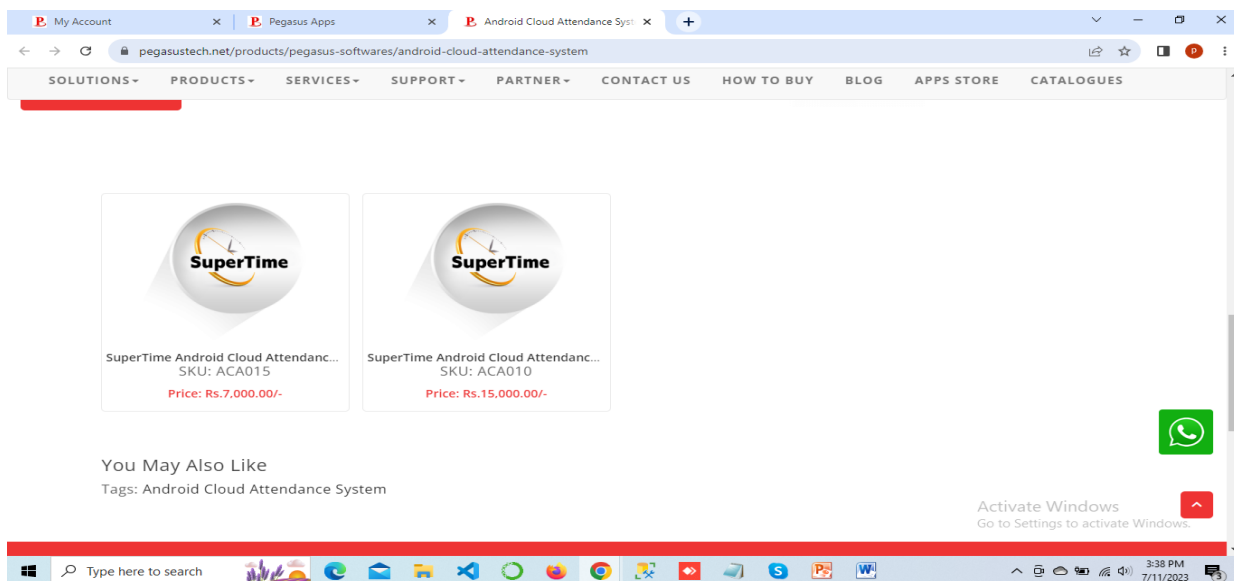 My Account
Pegasus Apps
Android Cloud Attendance Syst
pegasustech.net/products/pegasus-softwares/android-cloud-attendance-system
P
SOLUTIONS PRODUCTS SERVICES SUPPORT PARTNER CONTACT US HOW TO BUY BLOG APPS STORE CATALOGUES
SuperTime
SuperTime
SuperTime Android Cloud Attendanc...
SKU: ACA015
Price: Rs.7,000.00/-
SuperTime Android Cloud Attendanc...
SKU: ACA010
Price: Rs.15,000.00/-
You May Also Like
Tags: Android Cloud Attendance System
Activate Windows
Go to Settings to activate Windows.
Type here to search
3:38 PM
7/11/2023